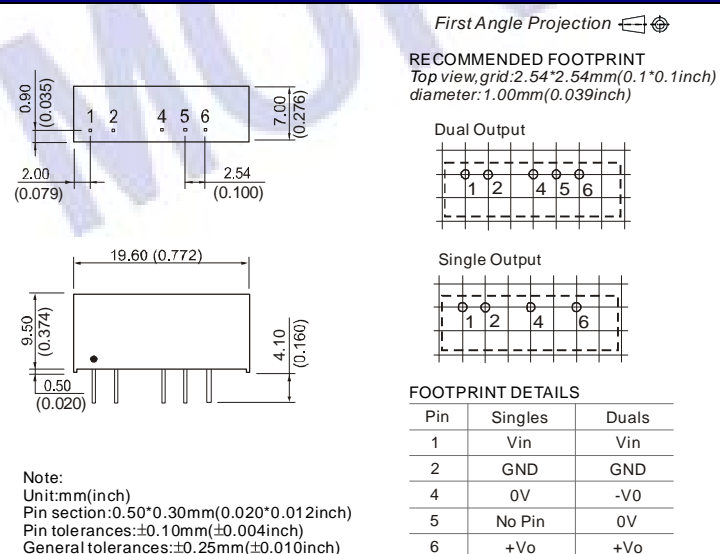 First Angle Projection
RECOMMENDED FOOTPRINT
Top view,grid:2.54*2.54mm(0.1*0.1inch)
diameter:1.00mm(0.039inch)
0.90
(0.035)
1 2 4 5 6
7.00
(0.276)
2.00
(0.079)
2.54
(0.100)
Dual Output
1 2 4 5 6
19.60 (0.772)
9.50
(0.374)
0.50
(0.020)
4.10
(0.160)
Single Output
1 2 4 6
FOOTPRINT DETAILS
Pin Singles Duals
1 Vin Vin
2 GND GND
4 0V -V0
5 No Pin 0V
6 +Vo +Vo
Note:
Unit:mm(inch)
Pin section:0.50*0.30mm(0.020*0.012inch)
Pin tolerances:±0.10mm(±0.004inch)
General tolerances:±0.25mm(±0.010inch)